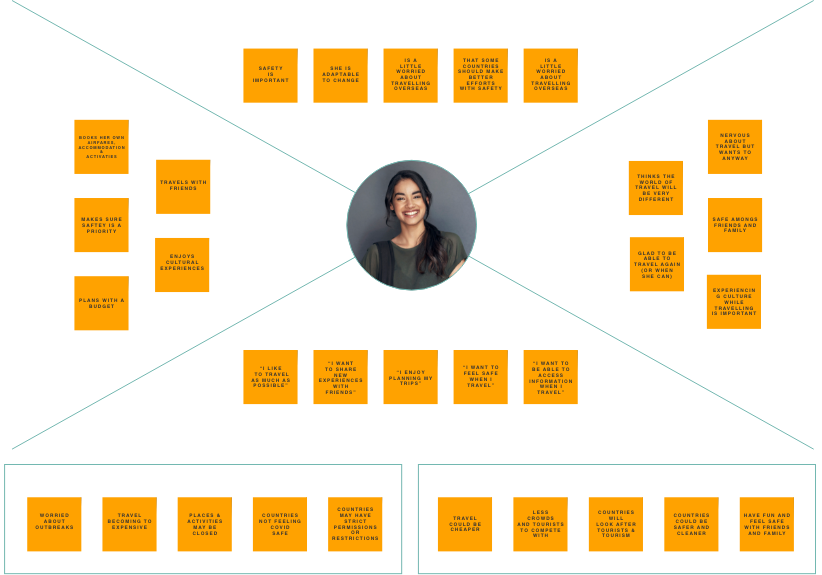 SAFETY
IS
IMPORTANT
SHE IS
ADAPTABLE
TO CHANGE
IS A
LITTLE
WORRIED
ABOUT
TRAVELLING
OVERSEAS
THAT SOME
COUNTRIES
SHOULD MAKE
BETTER
EFFORTS
WITH SAFETY
IS A
LITTLE
WORRIED
ABOUT
TRAVELLING
OVERSEAS
BOOKS HER OWN
AIRFARES,
ACCOMMODATION
&
ACTIVATIES
TRAVELS WITH
FRIENDS
MAKES SURE
SAFTEY IS A
PRIORITY
ENJOYS
CULTURAL
EXPERIENCES
PLANS WITH A
BUDGET
NERVOUS
ABOUT
TRAVEL BUT
WANTS TO
ANYWAY
THINKS THE
WORLD OF
TRAVEL WILL
BE VERY
DIFFERENT
SAFE AMONGS
FRIENDS AND
FAMILY
GLAD TO BE
ABLE TO
TRAVEL AGAIN
(OR WHEN
SHE CAN)
EXPERIENCIN
G CULTURE
WHILE
TRAVELLING
IS IMPORTANT
"I LIKE
TO TRAVEL
AS MUCH AS
POSSIBLE"
"I WANT
TO SHARE
NEW
EXPERIENCES
WITH
FRIENDS"
"I ENJOY
PLANNING MY
TRIPS"
"I WANT TO
FEEL SAFE
WHEN I
TRAVEL"
"I WANT TO
BE ABLE TO
ACCESS
INFORMATION
WHEN I
TRAVEL"
WORRIED
ABOUT
OUTBREAKS
TRAVEL
BECOMING TO
EXPENSIVE
PLACES &
ACTIVITIES
MAY BE
CLOSED
COUNTRIES
NOT FEELING
COVID
SAFE
COUNTRIES
MAY HAVE
STRICT
PERMISSIONS
OR
RESTRICTIONS
TRAVEL
COULD BE
CHEAPER
LESS
CROWDS
AND TOURISTS
TO COMPETE
WITH
COUNTRIES
WILL
LOOK AFTER
TOURISTS &
TOURISM
COUNTRIES
COULD BE
SAFER AND
CLEANER
HAVE FUN AND
FEEL SAFE
WITH FRIENDS
AND FAMILY